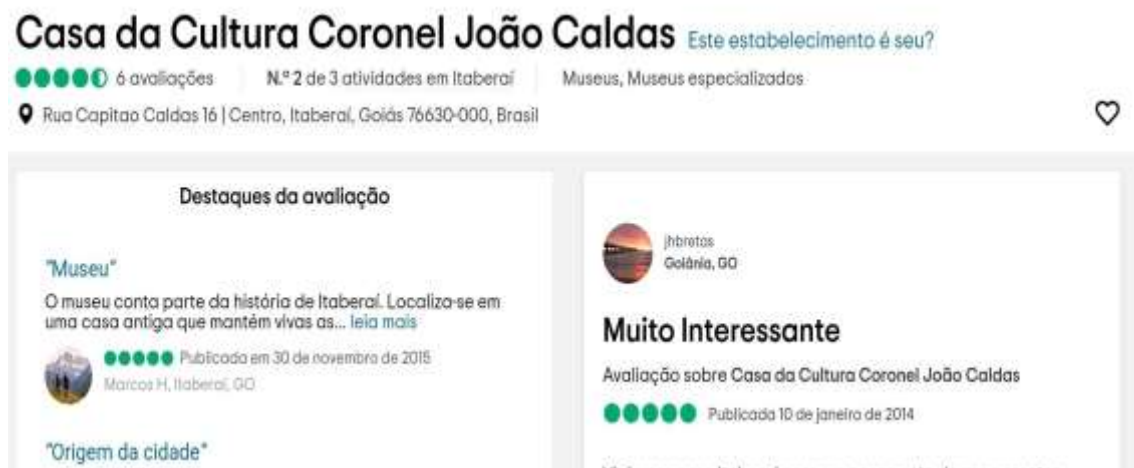 Casa da Cultura Coronel João Caldas Este estabelecimento é seu?
6 avaliações N.º 2 de 3 atividades em Itaberaí Museus, Museus especializados
Rua Capitao Caldas 16 | Centro, Itaberaí, Goiás 76630-000, Brasil
Destaques da avaliação
"Museu"
O museu conta parte da história de Itaberaí. Localiza-se em
uma casa antiga que mantém vivas as... leia mais
Publicada em 30 de novembro de 2015
Marcos H, Itaberaí, GO
"Origem da cidade"
jhbretas
Goiânia, GO
Muito Interessante
Avaliação sobre Casa da Cultura Coronel João Caldas
Publicada 10 de janeiro de 2014